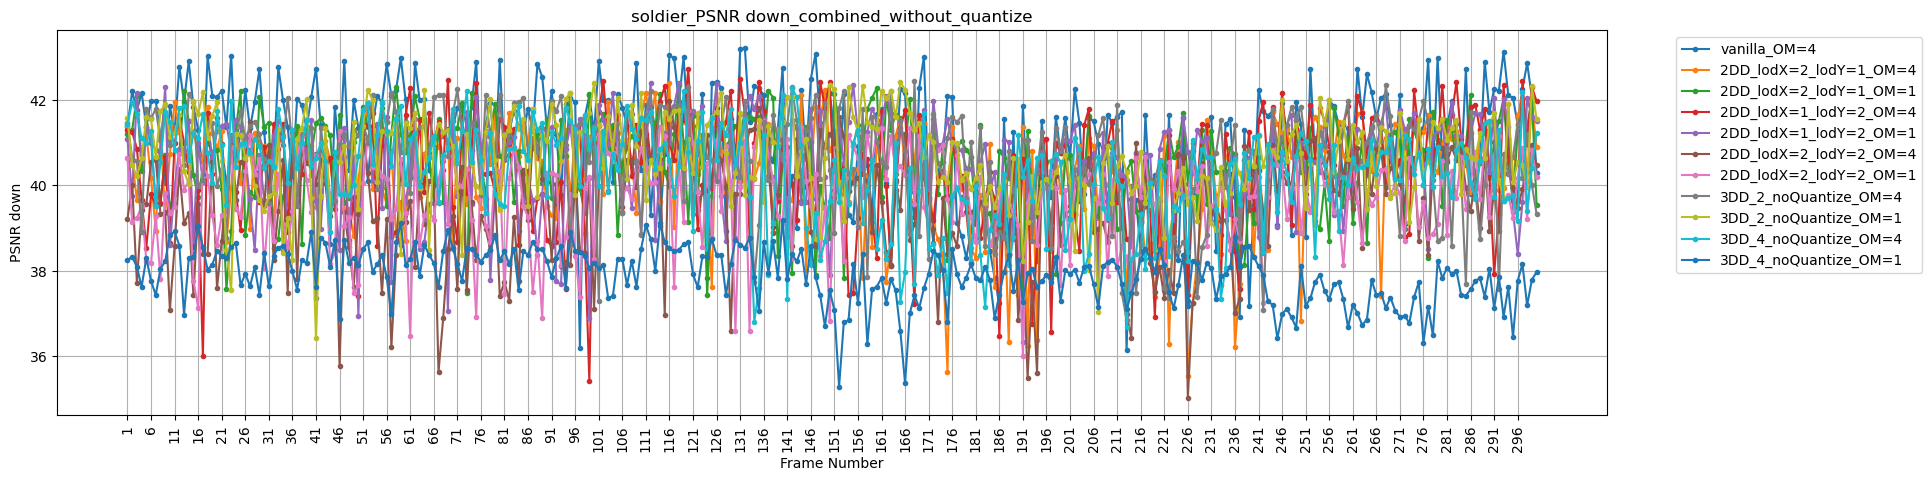 soldier_PSNR down_combined_without_quantize
PSNR down
42
40
38
36
1 6 11 16 21 26 31 36 41 46 51 56 61 66 71 76 81 86 91 96 101 106 111 116 121 126 131 136 141 146 151 156 161 166 171 176 181 186 191 196 201 206 211 216 221 226 231 236 241 246 251 256 261 266 271 276 281 286 291 296
Frame Number
vanilla_OM=4
2DD_lodX=2_lodY=1_OM=4
2DD_lodX=2_lodY=1_OM=1
2DD_lodX=1_lodY=2_OM=4
2DD_lodX=1_lodY=2_OM=1
2DD_lodX=2_lodY=2_OM=4
2DD_lodX=2_lodY=2_OM=1
3DD_2_noQuantize_OM=4
3DD_2_noQuantize_OM=1
3DD_4_noQuantize_OM=4
3DD_4_noQuantize_OM=1